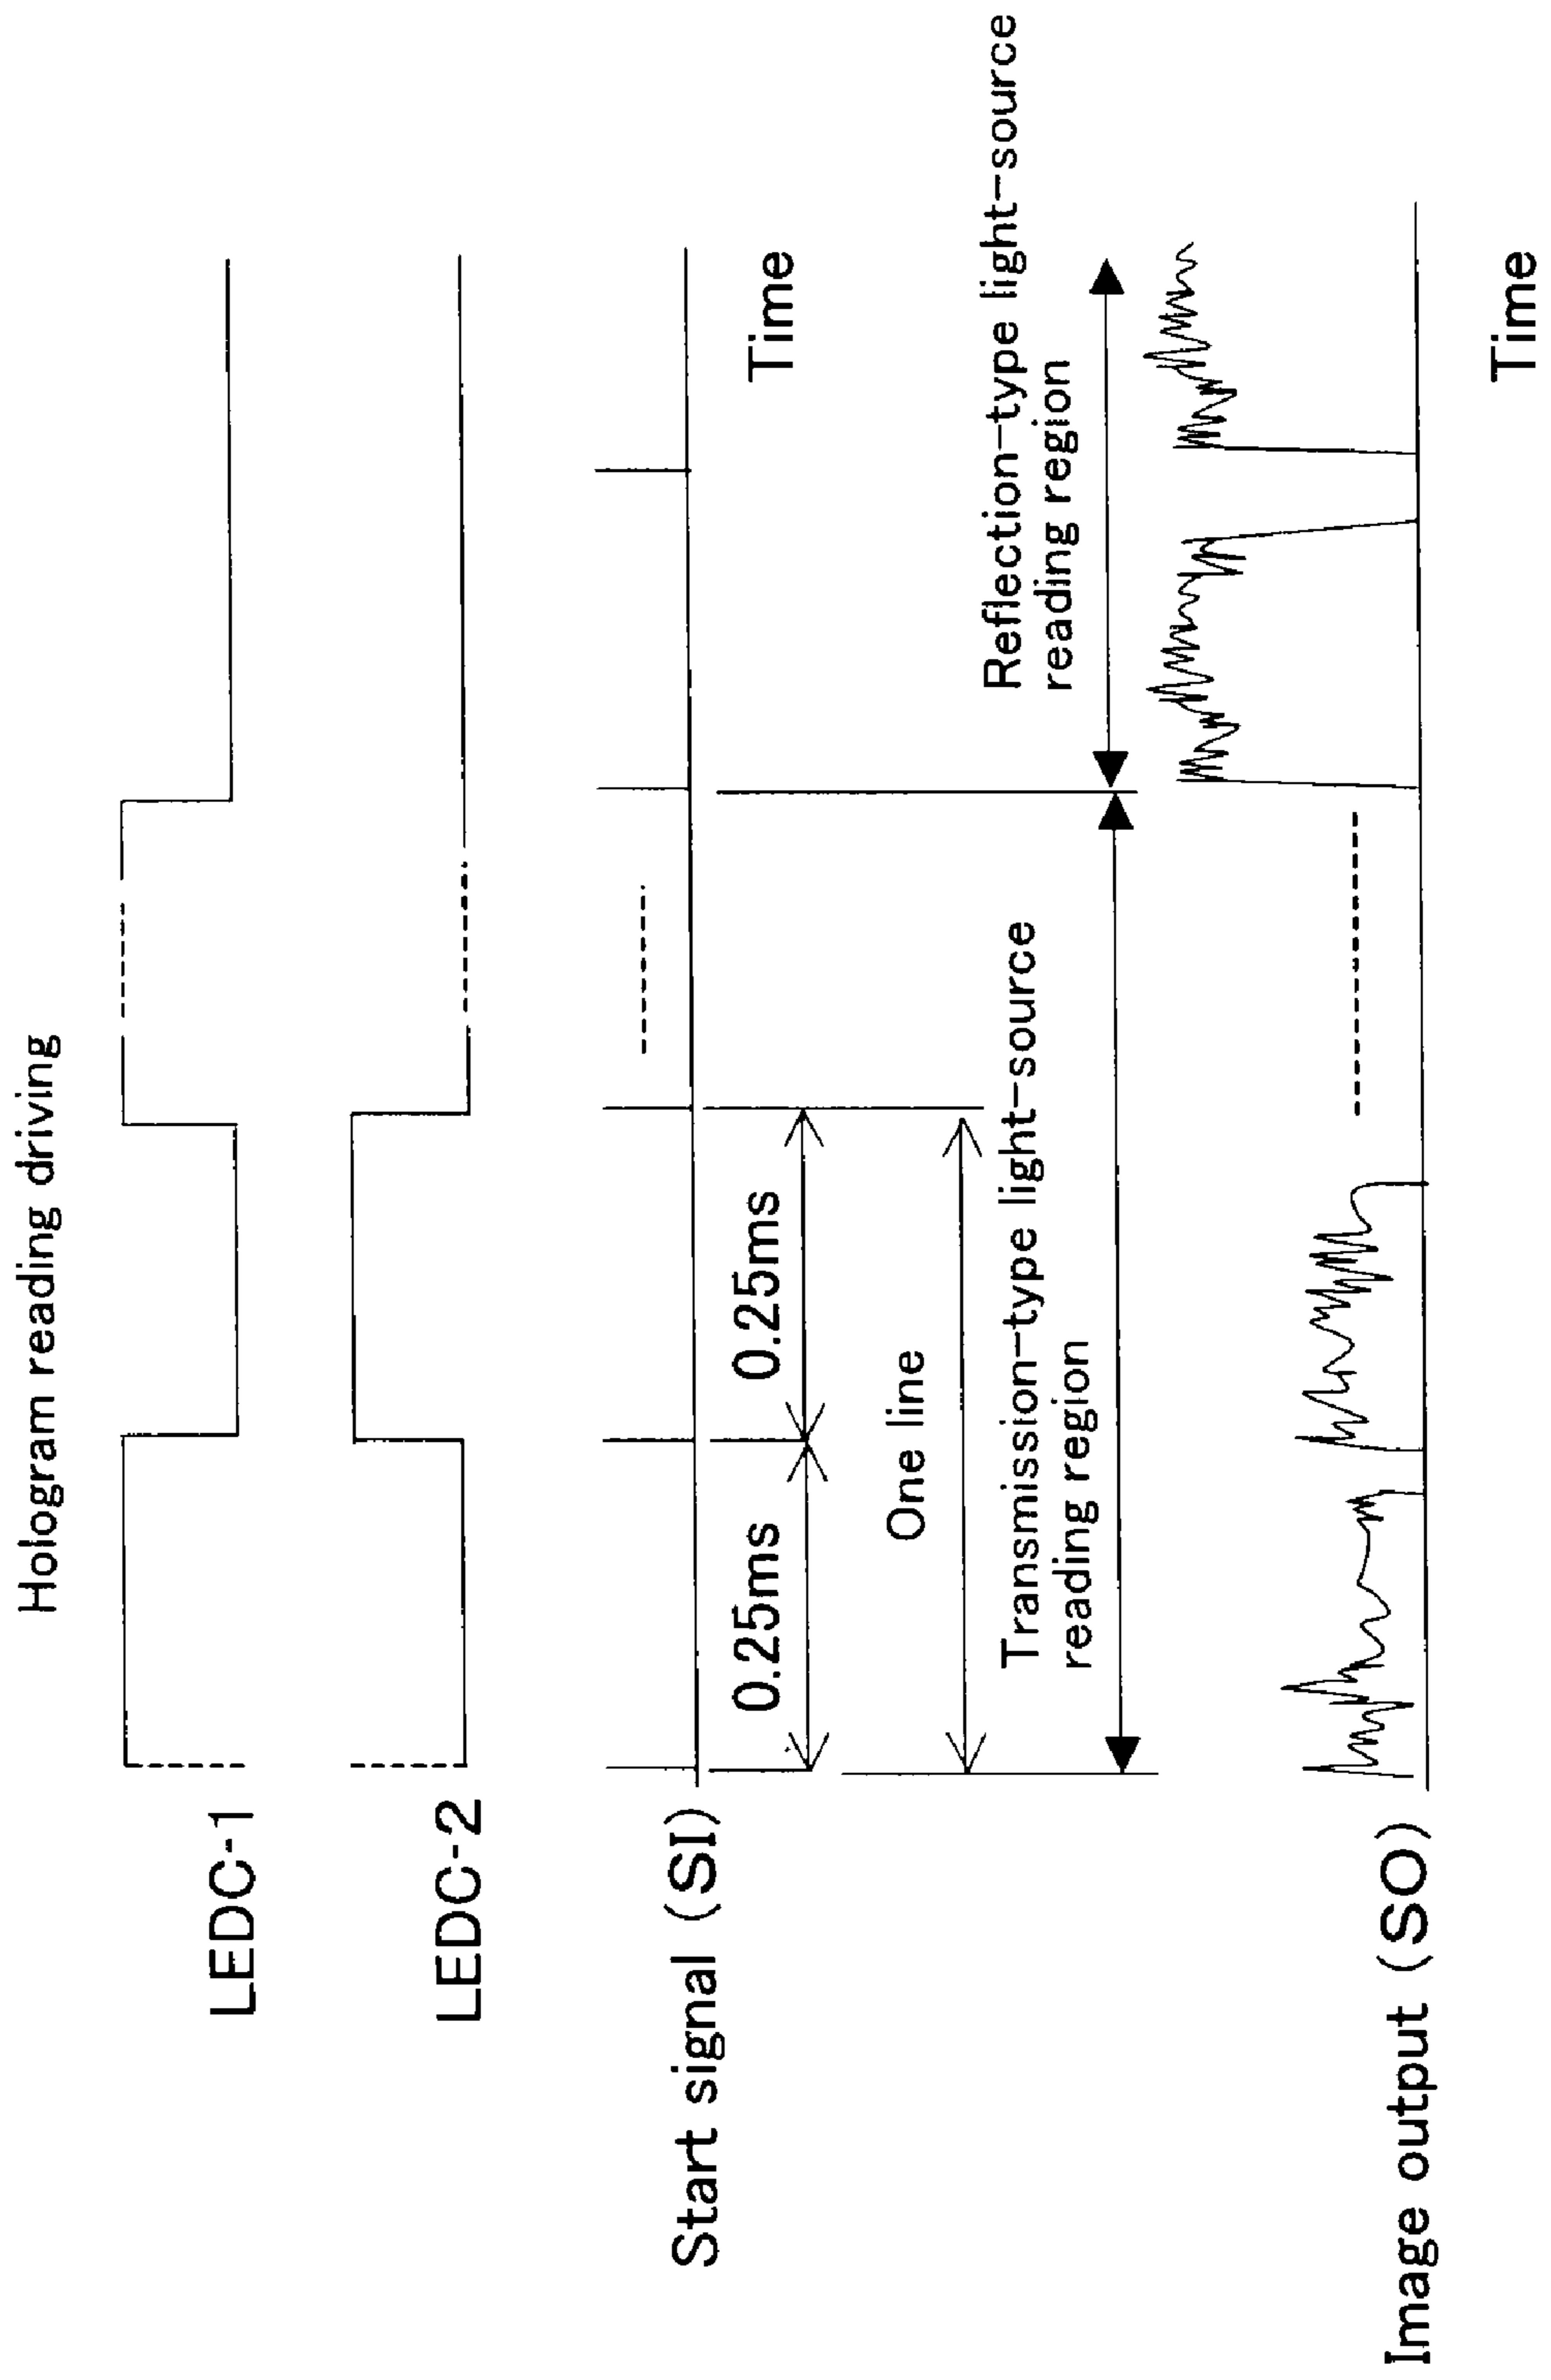 Hologram reading driving
LEDC-1
LEDC-2
Start signal (SI)
Time
0.25ms
0.25ms
One line
Transmission-type light-source
reading region
Reflection-type light-source
reading region
Image output (SO)
Time